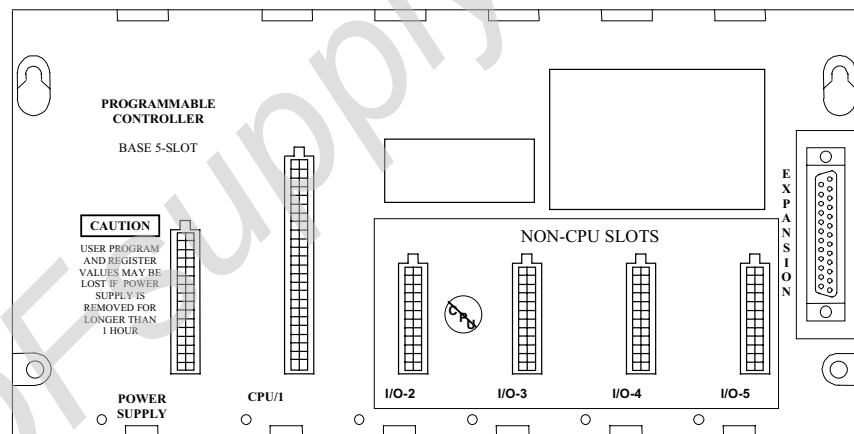 PROGRAMMABLE
CONTROLLER
BASE 5-SLOT
CAUTION
USER PROGRAM
AND REGISTER
VALUES MAY BE
LOST IF POWER
SUPPLY IS
REMOVED FOR
LONGER THAN
1 HOUR
POWER
SUPPLY
CPU/1
NON-CPU SLOTS
CPU
I/O-2
I/O-3
I/O-4
I/O-5
EXPANSION
OFsupply